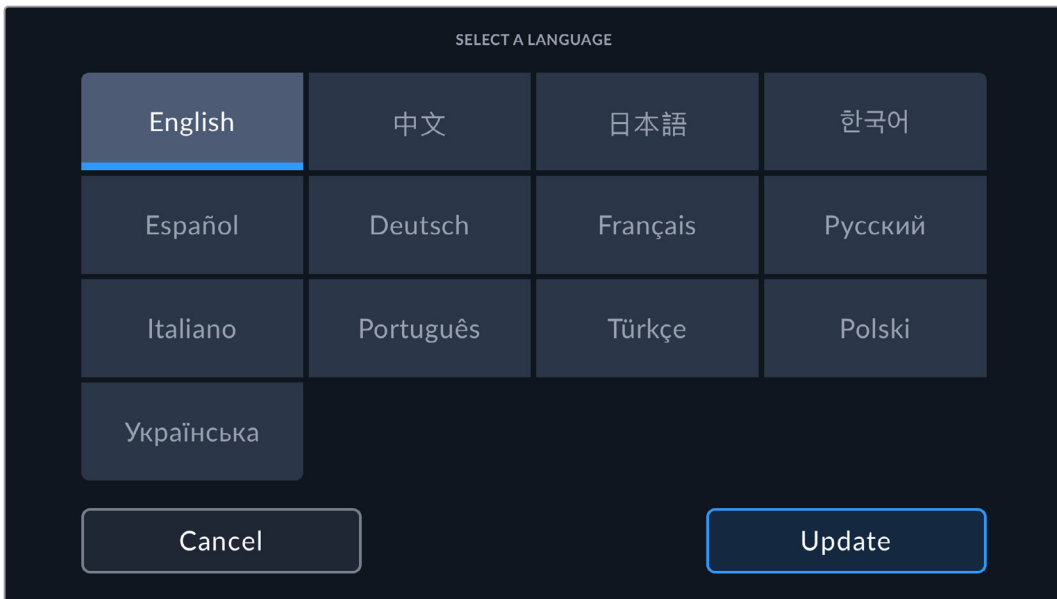 SELECT A LANGUAGE
English
中文
日本語
한국어
Español
Deutsch
Français
Русский
Italiano
Português
Türkçe
Polski
Українська
Cancel
Update